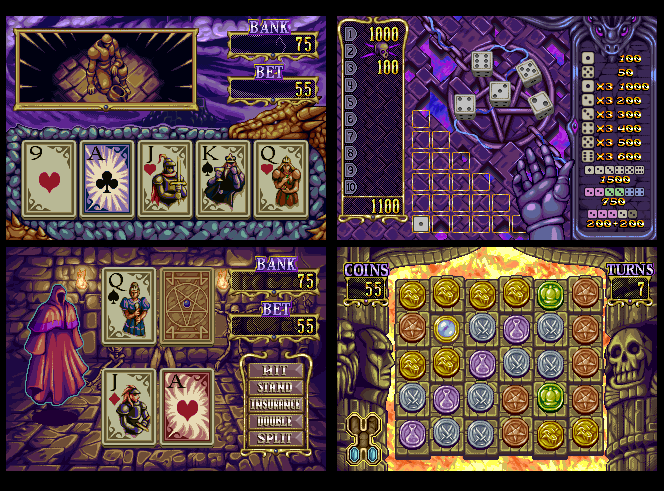 BANK
75
BET
55
9
A
J
K
Q
1000
100
1100
100
50
X3 1000
X3 200
X3 300
X3 400
X3 500
X3 600
1500
750
200+200
BANK
75
BET
55
Q
J
A
HIT
STAND
INSURANCE
DOUBLE
SPLIT
COINS
55
TURNS
7